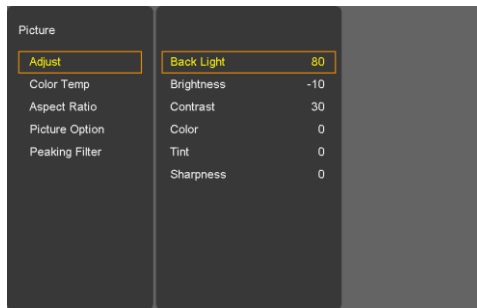 Picture
Adjust
Color Temp
Aspect Ratio
Picture Option
Peaking Filter
Back Light 80
Brightness -10
Contrast 30
Color 0
Tint 0
Sharpness 0